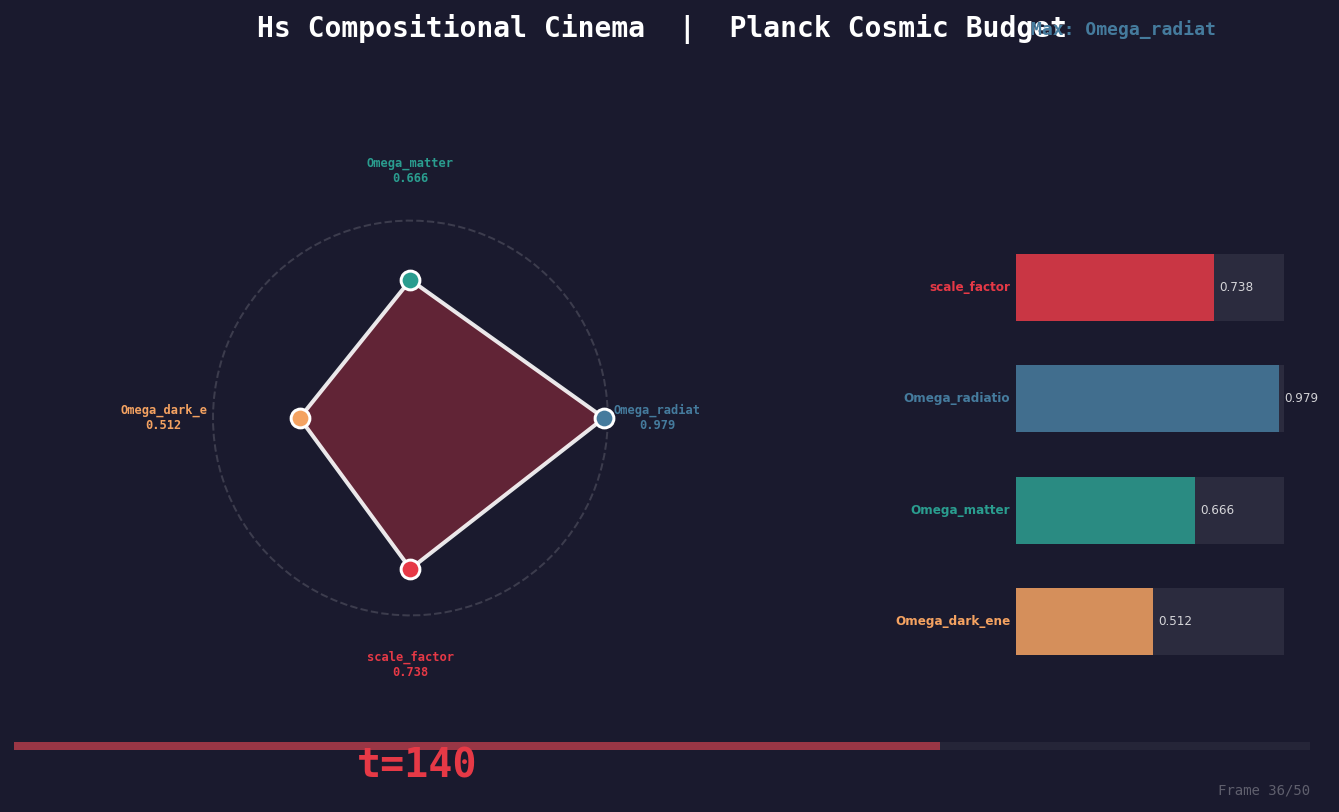 Hs Compositional Cinema  |  Planck Cosmic Budget
Max: Omega_radiat
Omega_matter
0.666
Omega_dark_e
0.512
Omega_radiat
0.979
scale_factor
0.738
scale_factor
0.738
Omega_radiatio
0.979
Omega_matter
0.666
Omega_dark_ene
0.512
t=140
Frame 36/50